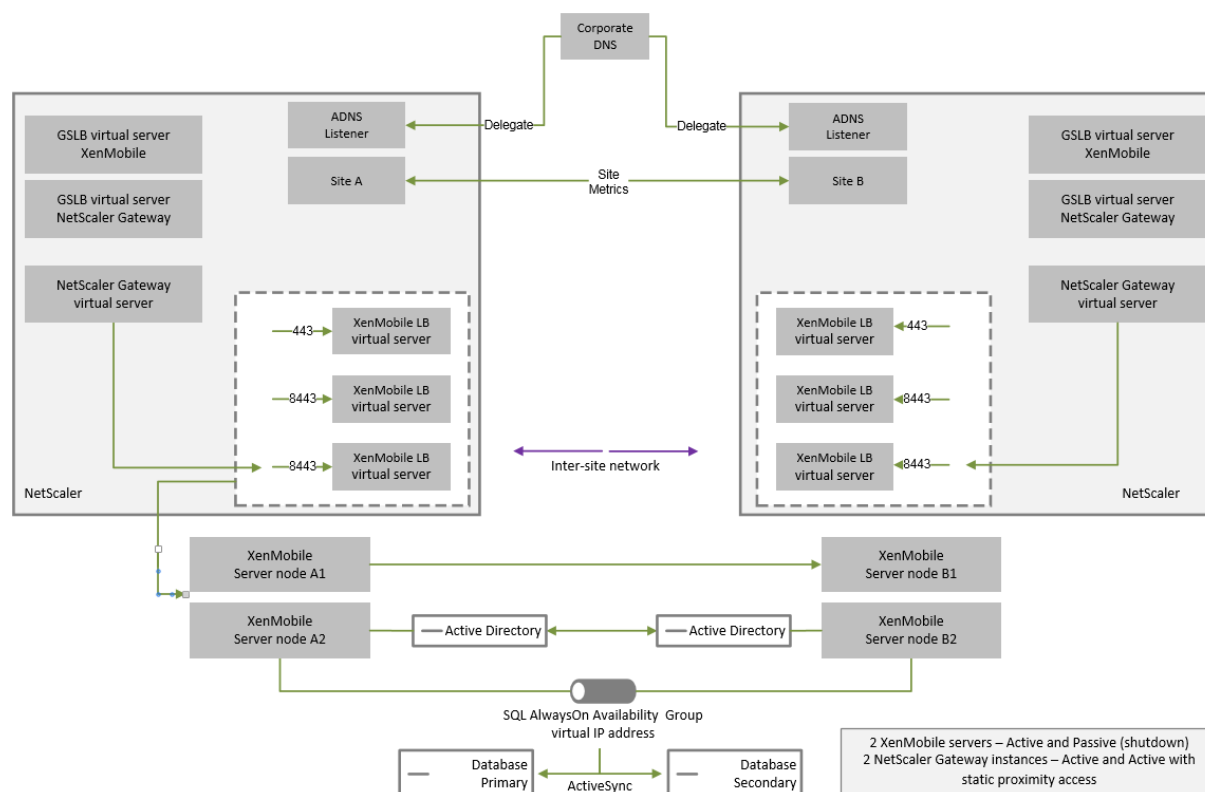 Corporate
DNS
Delegate
Delegate
ADNS
Listener
GSLB virtual server
XenMobile
Site A
GSLB virtual server
NetScaler Gateway
NetScaler Gateway
virtual server
443
XenMobile LB
virtual server
8443
XenMobile LB
virtual server
8443
XenMobile LB
virtual server
NetScaler
Site
Metrics
Inter-site network
ADNS
Listener
GSLB virtual server
XenMobile
Site B
GSLB virtual server
NetScaler Gateway
NetScaler Gateway
virtual server
XenMobile LB
virtual server
443
XenMobile LB
virtual server
8443
XenMobile LB
virtual server
8443
NetScaler
XenMobile
Server node A1
XenMobile
Server node B1
XenMobile
Server node A2
Active Directory
Active Directory
XenMobile
Server node B2
SQL AlwaysOn Availability Group
virtual IP address
Database
Primary
ActiveSync
Database
Secondary
2 XenMobile servers – Active and Passive (shutdown)
2 NetScaler Gateway instances – Active and Active with
static proximity access